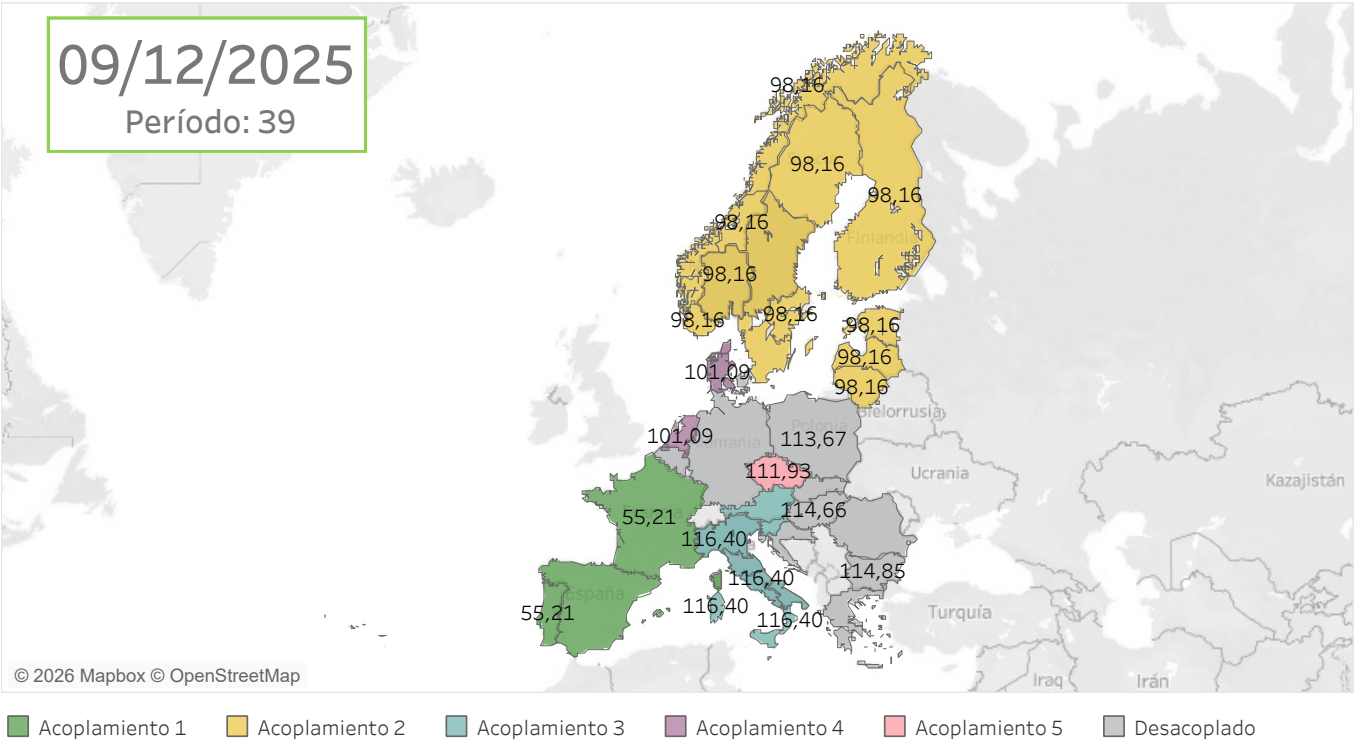 09/12/2025
Período: 39
98,16
98,16
98,16
98,16
Finlandia
98,16
98,16
98,16
98,16
98,16
101,09
98,16
Bielorrusia
Polonia
101,09
mania
113,67
111,93
Ucrania
Kazajistán
114,66
55,21
116,40
114,85
116,40
España
116,40
55,21
116,40
Turquía
Iraq
Irán
© 2026 Mapbox © OpenStreetMap
Acoplamiento 1
Acoplamiento 2
Acoplamiento 3
Acoplamiento 4
Acoplamiento 5
Desacoplado